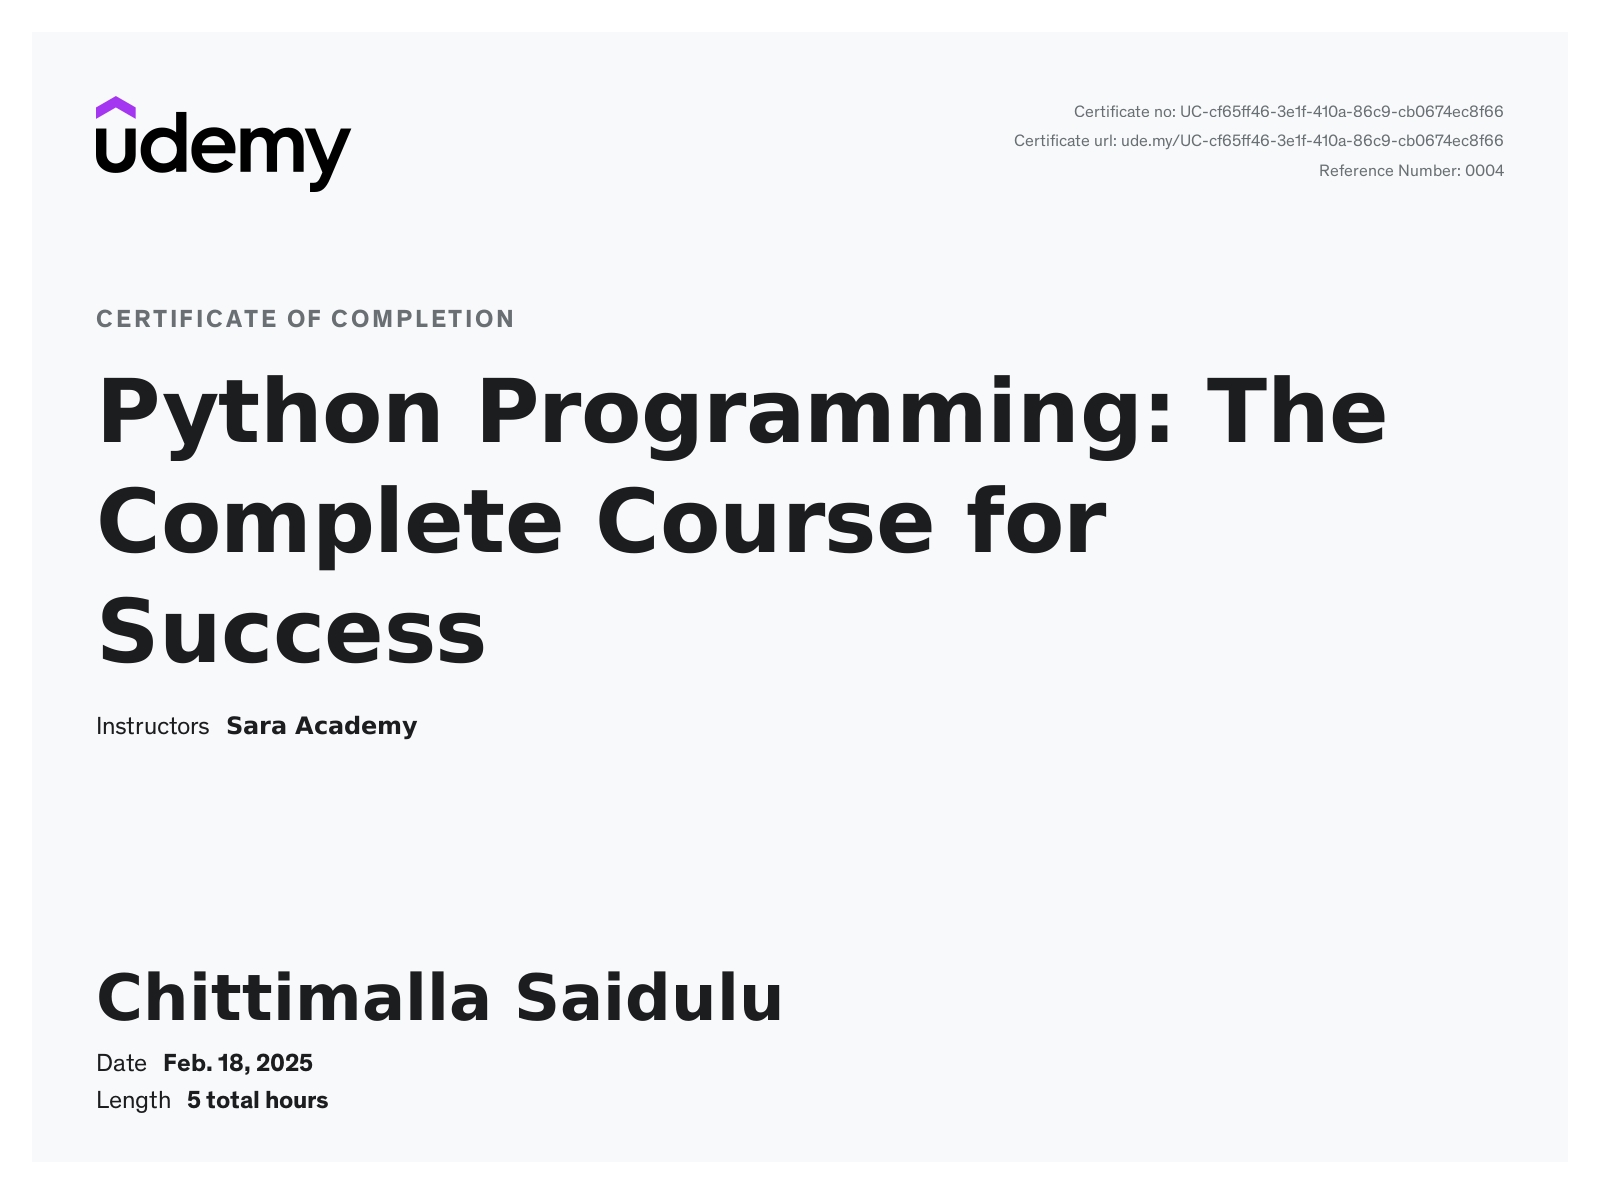 udemy
Certificate no: UC-cf65ff46-3e1f-410a-86c9-cb0674ec8f66
Certificate url: ude.my/UC-cf65ff46-3e1f-410a-86c9-cb0674ec8f66
Reference Number: 0004
CERTIFICATE OF COMPLETION
Python Programming: The
Complete Course for
Success
Instructors Sara Academy
Chittimalla Saidulu
Date Feb. 18, 2025
Length 5 total hours